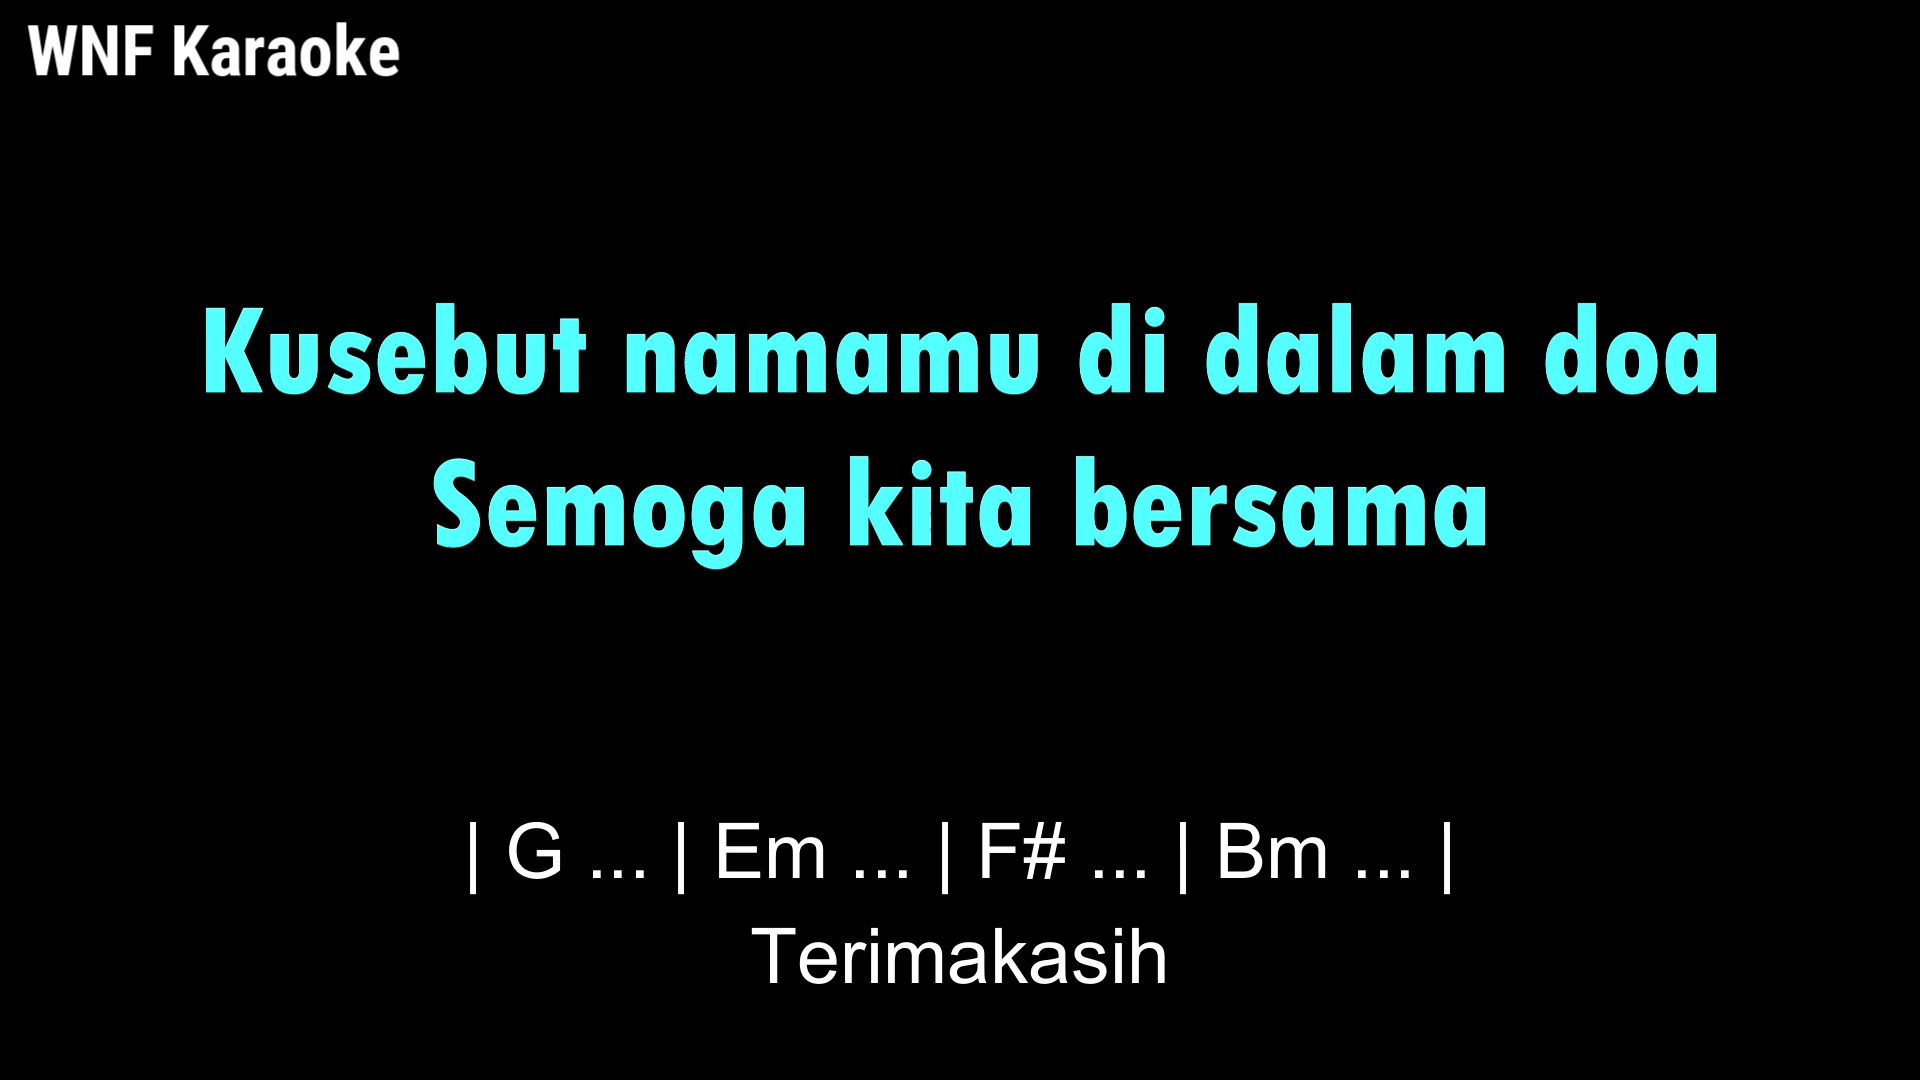 WNF Karaoke
Kusebut namamu di dalam doa
Semoga kita bersama
| G ... | Em ... | F# ... | Bm ... |
Terimakasih